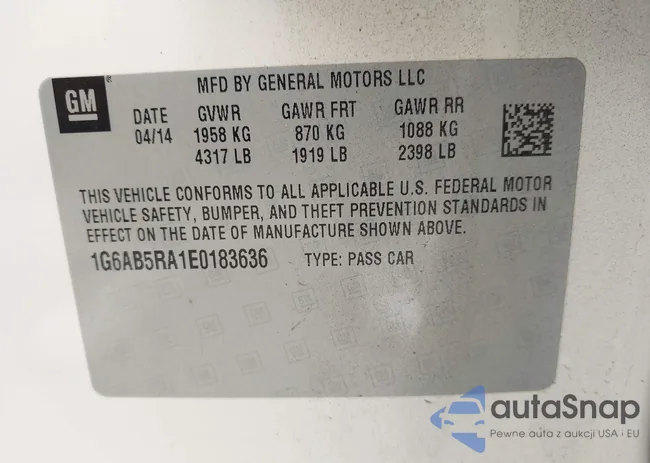 GM
®
MFD BY GENERAL MOTORS LLC
DATE GVWR GAWR FRT GAWR RR
04/14 1958 KG 870 KG 1088 KG
4317 LB 1919 LB 2398 LB
THIS VEHICLE CONFORMS TO ALL APPLICABLE U.S. FEDERAL MOTOR
VEHICLE SAFETY, BUMPER, AND THEFT PREVENTION STANDARDS IN
EFFECT ON THE DATE OF MANUFACTURE SHOWN ABOVE.
1G6AB5RA1E0183636 TYPE: PASS CAR
autaSnap
Pewne auta z aukcji USA i EU